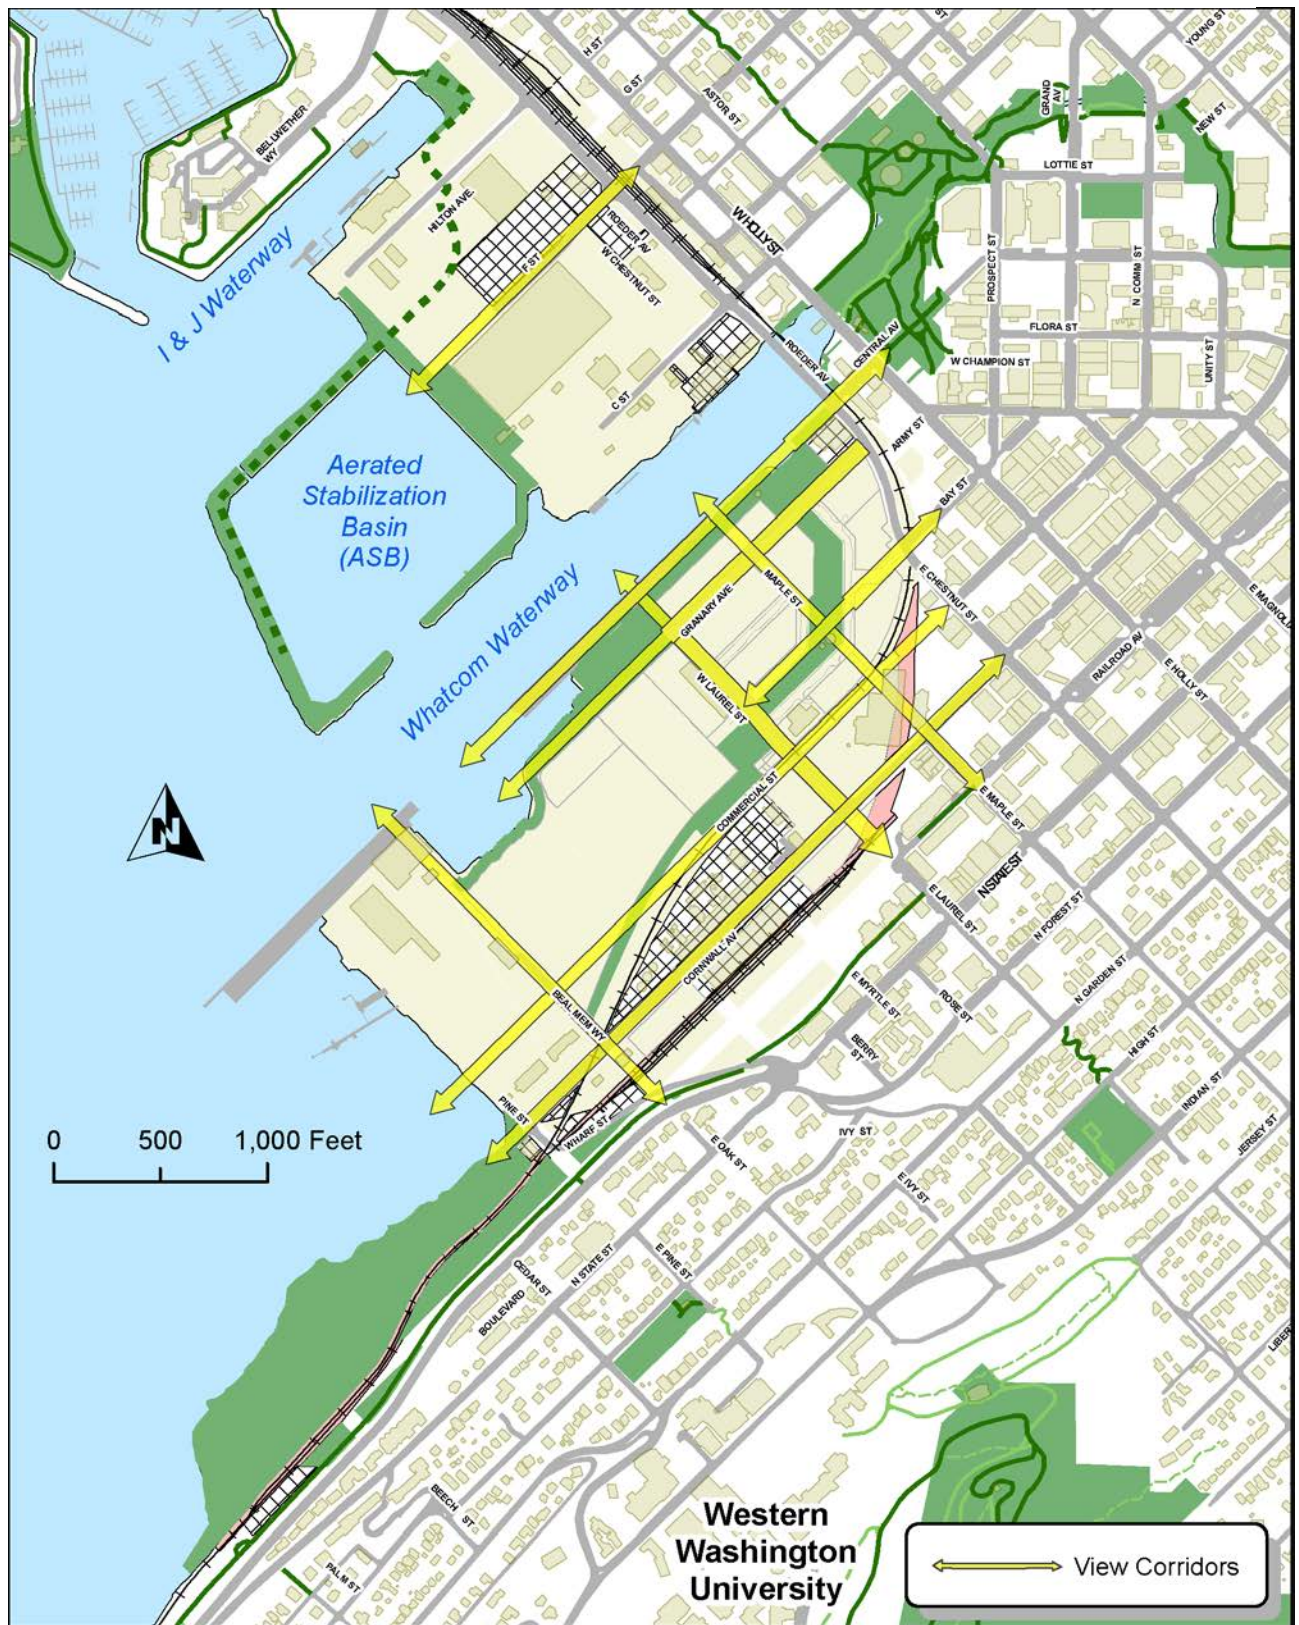 H ST
ST
YOUNG ST
G ST
ASTOR ST
GRAND
AV
NEW ST
BELLWETHER
WY
LOTTIE ST
HILTON AVE.
ROEDER AV
W CHESTNUT ST
F ST
I & J Waterway
PROSPECT ST
N COMM ST
FLORA ST
CENTRAL AV
W CHAMPION ST
UNITY ST
ROEDER AV
C ST
ARMY ST
Aerated
Stabilization
Basin
(ASB)
BAY ST
Whatcom Waterway
MAPLE ST
GRANARY AVE
E CHESTNUT ST
E MAGNOLIA
RAILROAD AV
E HOLLY ST
W LAUREL ST
COMMERCIAL ST
E MAPLE ST
N STATE ST
N
E LAUREL ST
N FOREST ST
CORNWALL AV
N GARDEN ST
E MYRTLE ST
ROSE ST
BEAL MEM WY
BERRY
ST
HIGH ST
INDIAN ST
JERSEY ST
PINE ST
WHARF ST
IVY ST
E OAK ST
E IVY ST
0 500 1,000 Feet
CEDAR ST
N STATE ST
E PINE ST
BOULEVARD
LIBER
BEECH ST
PALM ST
Western
Washington
University
View Corridors